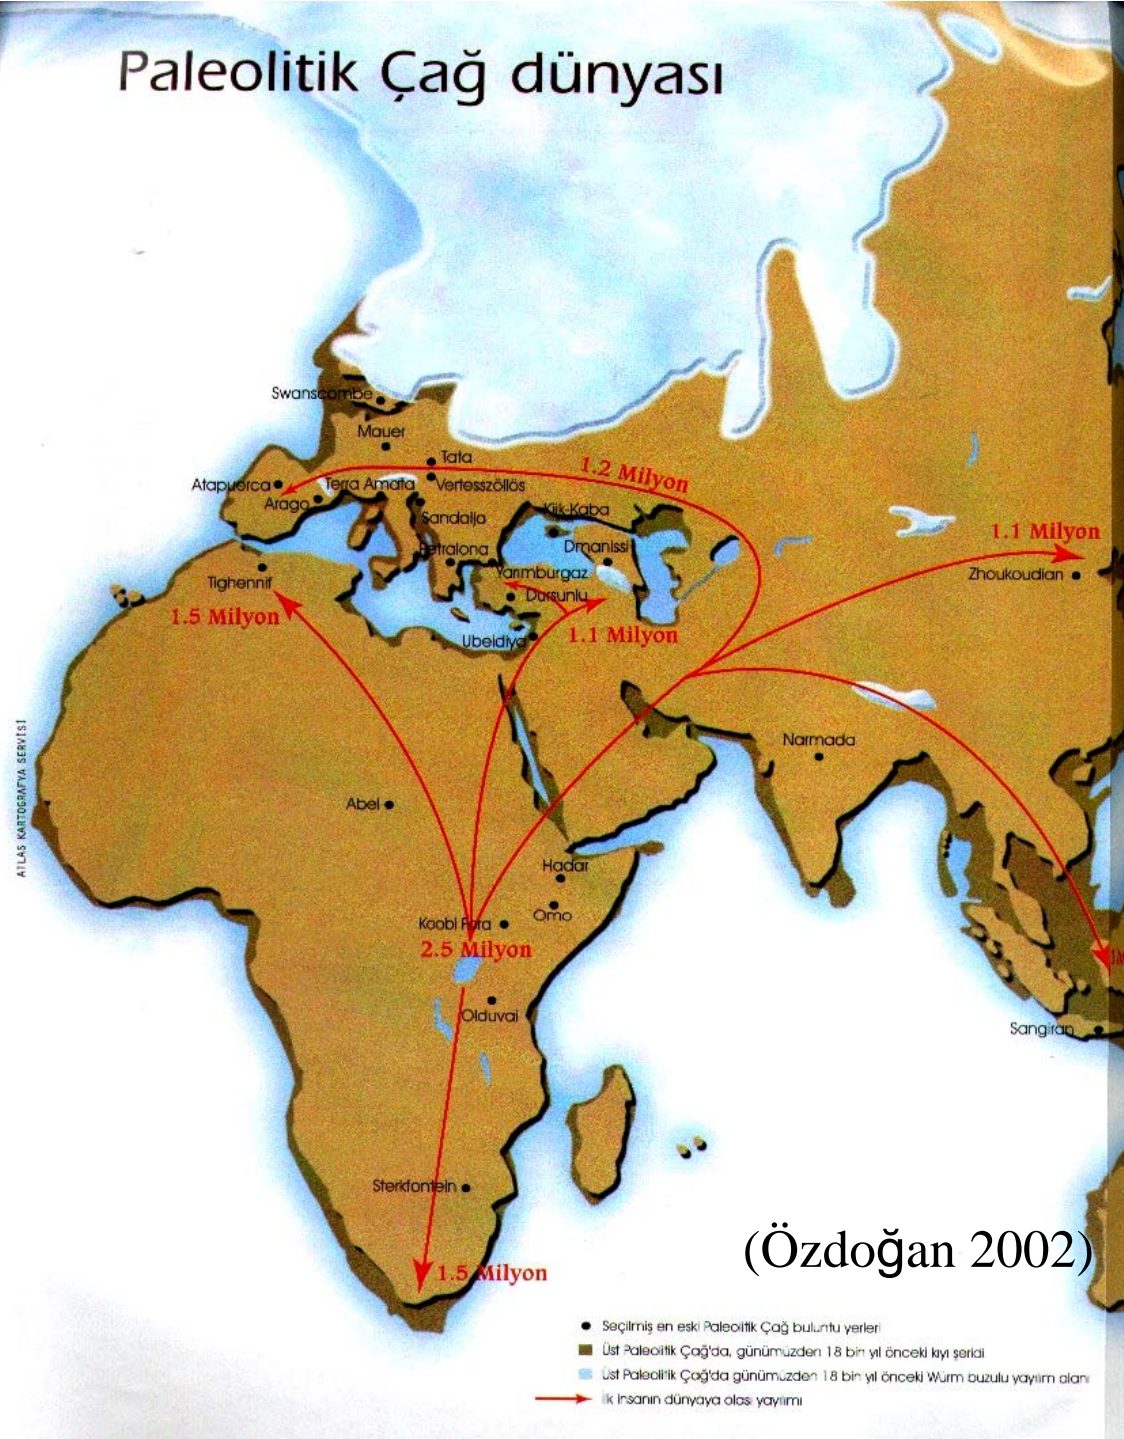 Paleolitik Çağ dünyası
Swanscombe
Mauer
Tata
1.2 Milyon
Atapuerca
Terra Amata
Vertesszöllös
Arago
Sandalja
Kiik-Kaba
1.1 Milyon
Petralona
Dmanissi
Zhoukoudian
Tighennif
Yarımburgaz
Dursunlu
1.5 Milyon
Ubeidiya
1.1 Milyon
Narmada
ATLAS KARTOGRAFYA SERVİSİ
Abel
Hadar
Omo
Koobi Fora
2.5 Milyon
Olduvai
Sangiran
Sterkfontein
(Özdoğan 2002)
1.5 Milyon
Seçilmiş en eski Paleolitik Çağ buluntu yerleri
Üst Paleolitik Çağ'da, günümüzden 18 bin yıl önceki kıyı şeridi
Üst Paleolitik Çağ'da günümüzden 18 bin yıl önceki Würm buzulu yayılım alanı
İlk insanın dünyaya olası yayılımı